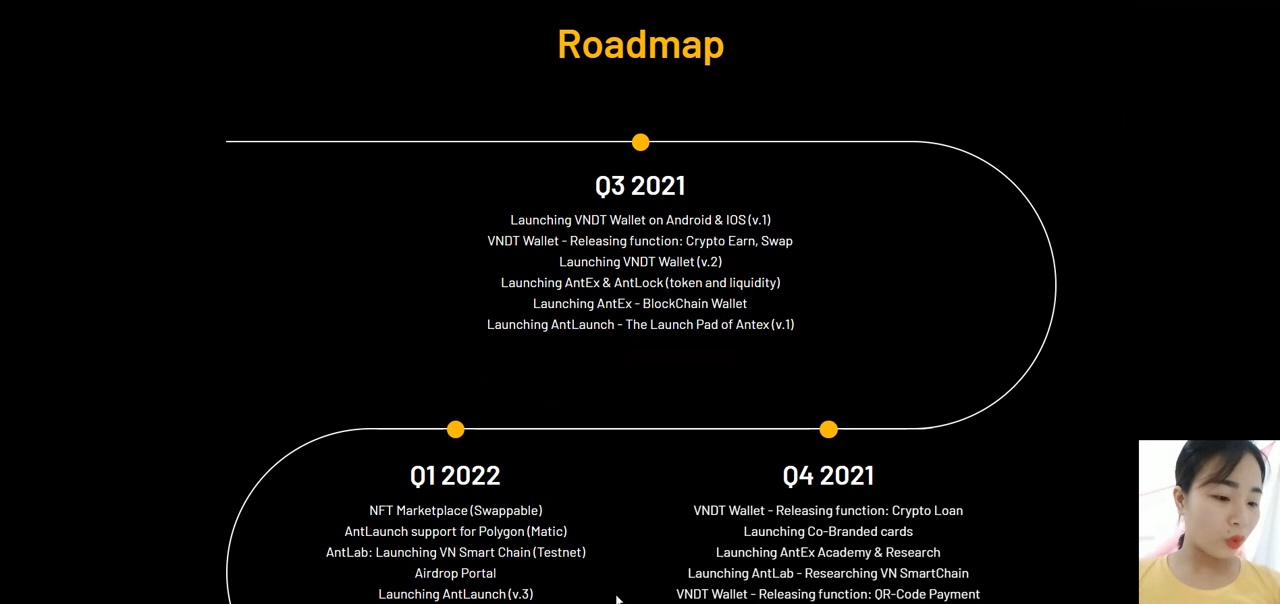 Roadmap
Q3 2021
Launching VNDT Wallet on Android & IOS (v.1)
VNDT Wallet - Releasing function: Crypto Earn, Swap
Launching VNDT Wallet (v.2)
Launching AntEx & AntLock (token and liquidity)
Launching AntEx - BlockChain Wallet
Launching AntLaunch - The Launch Pad of Antex (v.1)
Q1 2022
NFT Marketplace (Swappable)
AntLaunch support for Polygon (Matic)
AntLab: Launching VN Smart Chain (Testnet)
Airdrop Portal
Launching AntLaunch (v.3)
Q4 2021
VNDT Wallet - Releasing function: Crypto Loan
Launching Co-Branded cards
Launching AntEx Academy & Research
Launching AntLab - Researching VN SmartChain
VNDT Wallet - Releasing function: QR-Code Payment